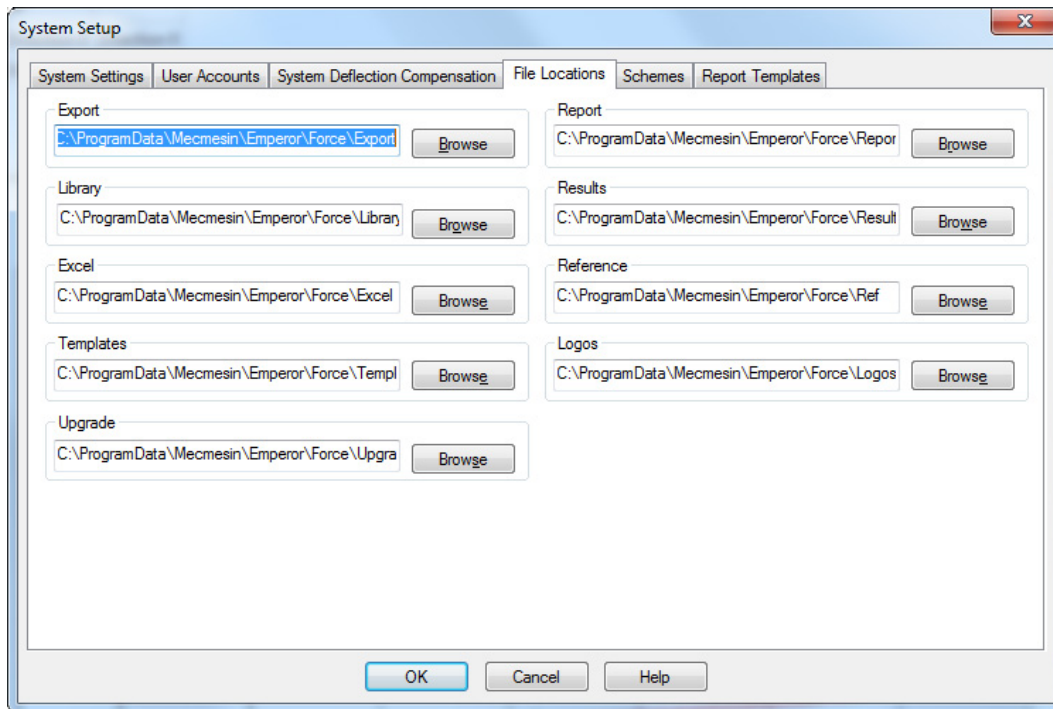 System Setup
System Settings User Accounts System Deflection Compensation File Locations Schemes Report Templates
Export
C:\ProgramData\Mecmesin\Emperor\Force\Export
Browse
Report
C:\ProgramData\Mecmesin\Emperor\Force\Repor
Browse
Library
C:\ProgramData\Mecmesin\Emperor\Force\Library
Browse
Results
C:\ProgramData\Mecmesin\Emperor\Force\Result
Browse
Excel
C:\ProgramData\Mecmesin\Emperor\Force\Excel
Browse
Reference
C:\ProgramData\Mecmesin\Emperor\Force\Ref
Browse
Templates
C:\ProgramData\Mecmesin\Emperor\Force\Templ
Browse
Logos
C:\ProgramData\Mecmesin\Emperor\Force\Logos
Browse
Upgrade
C:\ProgramData\Mecmesin\Emperor\Force\Upgra
Browse
OK Cancel Help